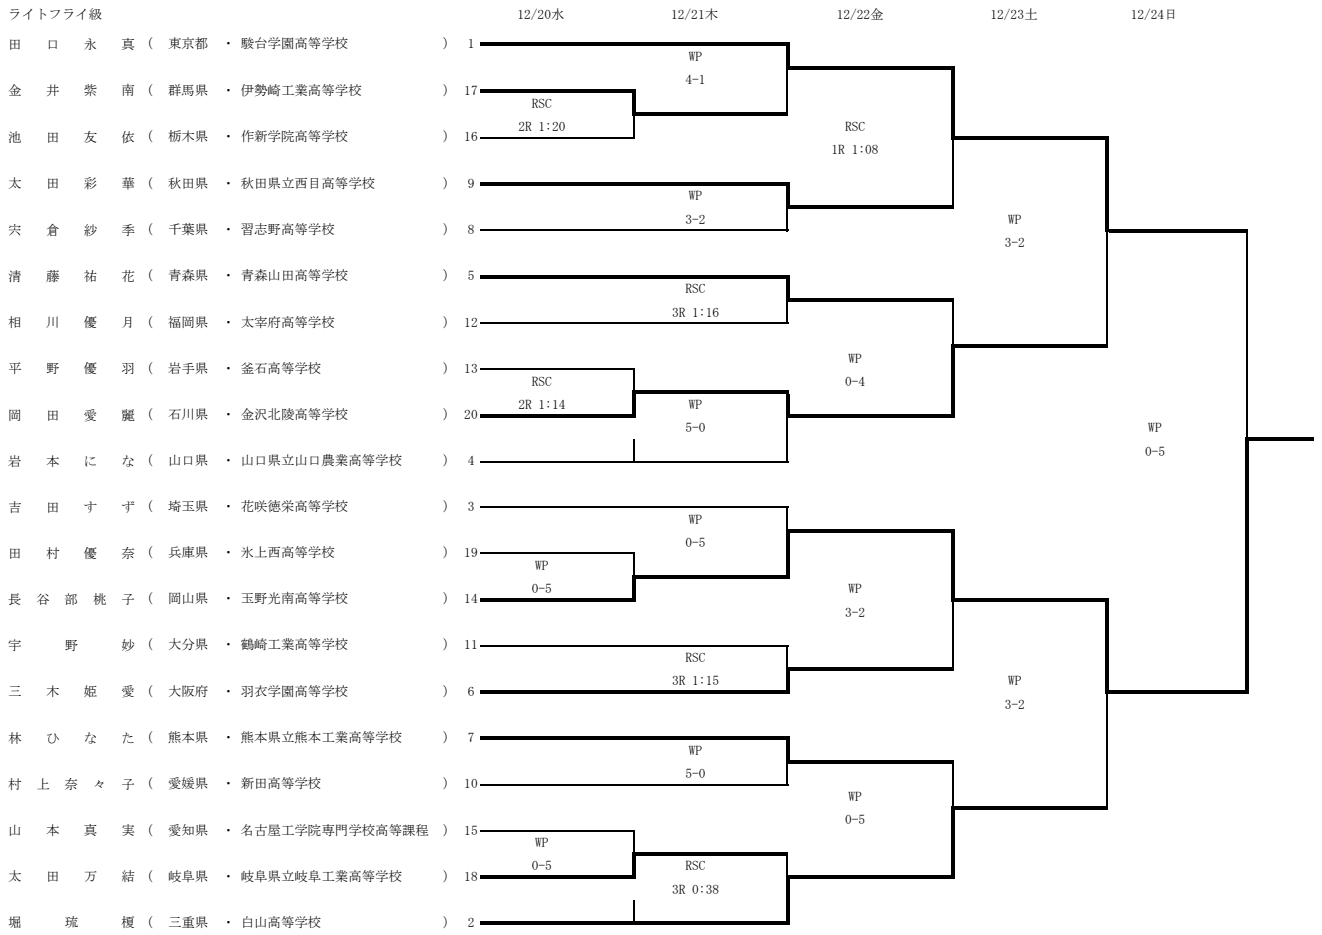 ライトフライ級 12/20水 12/21木 12/22金 12/23土 12/24日
田口永真 ( 東京都 ・ 駿台学園高等学校 ) 1
WP
4-1
金井紫南 ( 群馬県 ・ 伊勢崎工業高等学校 ) 17
RSC
2R 1:20
池田友依 ( 栃木県 ・ 作新学院高等学校 ) 16
RSC
1R 1:08
太田彩華 ( 秋田県 ・ 秋田県立西目高等学校 ) 9
WP
3-2
宍倉紗季 ( 千葉県 ・ 習志野高等学校 ) 8
WP
3-2
清藤祐花 ( 青森県 ・ 青森山田高等学校 ) 5
RSC
3R 1:16
相川優月 ( 福岡県 ・ 太宰府高等学校 ) 12
WP
0-4
平野優羽 ( 岩手県 ・ 釜石高等学校 ) 13
RSC
2R 1:14
岡田愛麗 ( 石川県 ・ 金沢北陵高等学校 ) 20
WP
5-0
WP
0-5
岩本にな ( 山口県 ・ 山口県立山口農業高等学校 ) 4
吉田すず ( 埼玉県 ・ 花咲徳栄高等学校 ) 3
WP
0-5
田村優奈 ( 兵庫県 ・ 氷上西高等学校 ) 19
WP
0-5
長谷部桃子 ( 岡山県 ・ 玉野光南高等学校 ) 14
WP
3-2
宇野妙 ( 大分県 ・ 鶴崎工業高等学校 ) 11
RSC
3R 1:15
三木姫愛 ( 大阪府 ・ 羽衣学園高等学校 ) 6
WP
3-2
林ひなた ( 熊本県 ・ 熊本県立熊本工業高等学校 ) 7
WP
5-0
村上奈々子 ( 愛媛県 ・ 新田高等学校 ) 10
WP
0-5
山本真実 ( 愛知県 ・ 名古屋工学院専門学校高等課程 ) 15
WP
0-5
太田万結 ( 岐阜県 ・ 岐阜県立岐阜工業高等学校 ) 18
RSC
3R 0:38
堀琉榎 ( 三重県 ・ 白山高等学校 ) 2